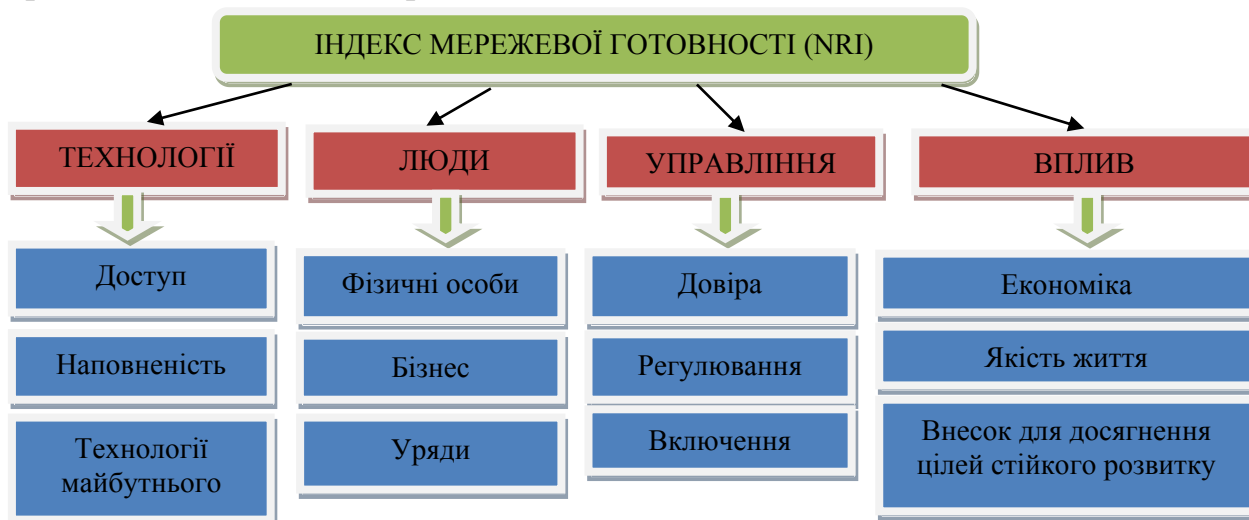 ІНДЕКС МЕРЕЖЕВОЇ ГОТОВНОСТІ (NRI)
ТЕХНОЛОГІЇ
ЛЮДИ
УПРАВЛІННЯ
ВПЛИВ
Доступ
Фізичні особи
Довіра
Економіка
Наповненість
Бізнес
Регулювання
Якість життя
Технології
майбутнього
Уряди
Включення
Внесок для досягнення
цілей стійкого розвитку